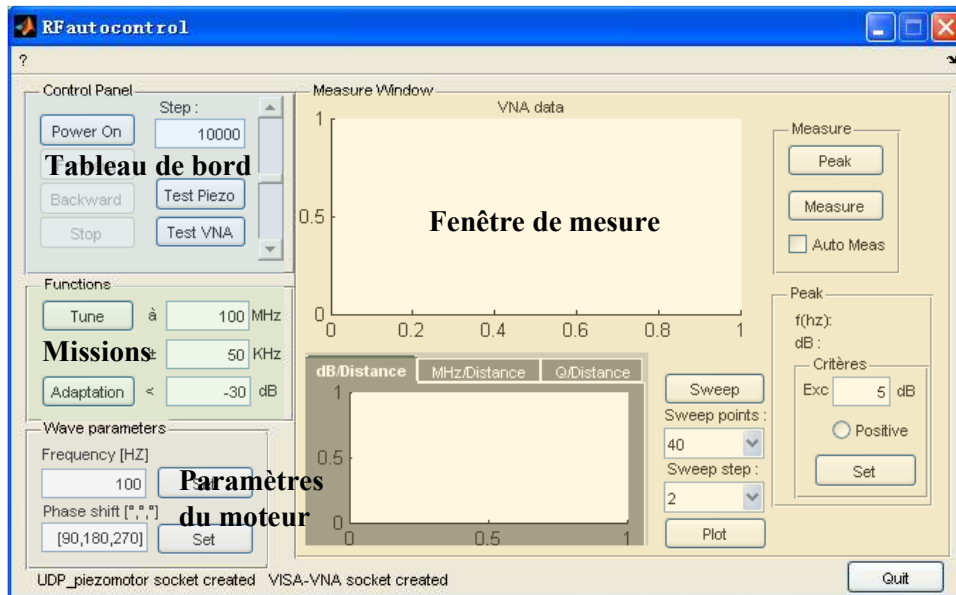 RFautocontrol
?
Control Panel
Step :
Power On
10000
Tableau de bord
Backward
Test Piezo
Stop
Test VNA
Functions
Tune à 100 MHz
Missions ± 50 KHz
Adaptation < -30 dB
Wave parameters
Frequency [HZ]
100
Paramètres
du moteur
Phase shift [°,°,°]
[90,180,270] Set
Measure Window
VNA data
1
0.5
0
0 0.2 0.4 0.6 0.8 1
Fenêtre de mesure
dB/Distance MHz/Distance Q/Distance
1
0.5
0
0 0.5 1
Sweep
Sweep points :
40
Sweep step :
2
Plot
Measure
Peak
Measure
Auto Meas
Peak
f(hz):
dB :
Critères
Exc 5 dB
Positive
Set
UDP_piezomotor socket created VISA-VNA socket created
Quit